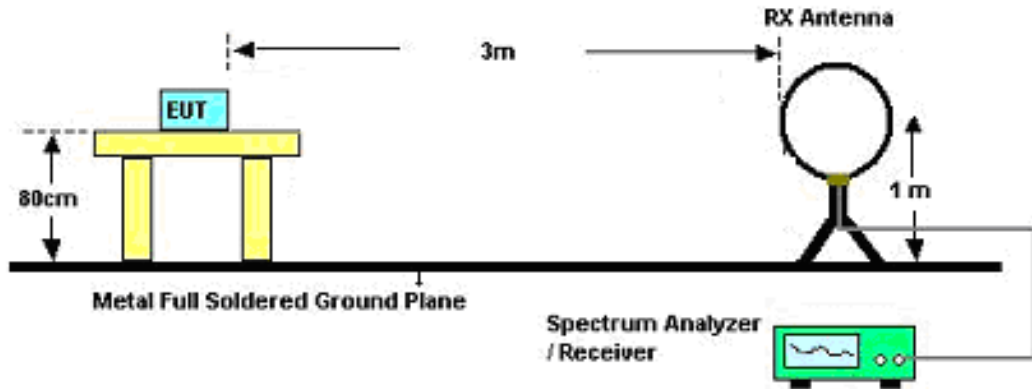 RX Antenna
3m
EUT
80cm
1 m
Metal Full Soldered Ground Plane
Spectrum Analyzer
/ Receiver